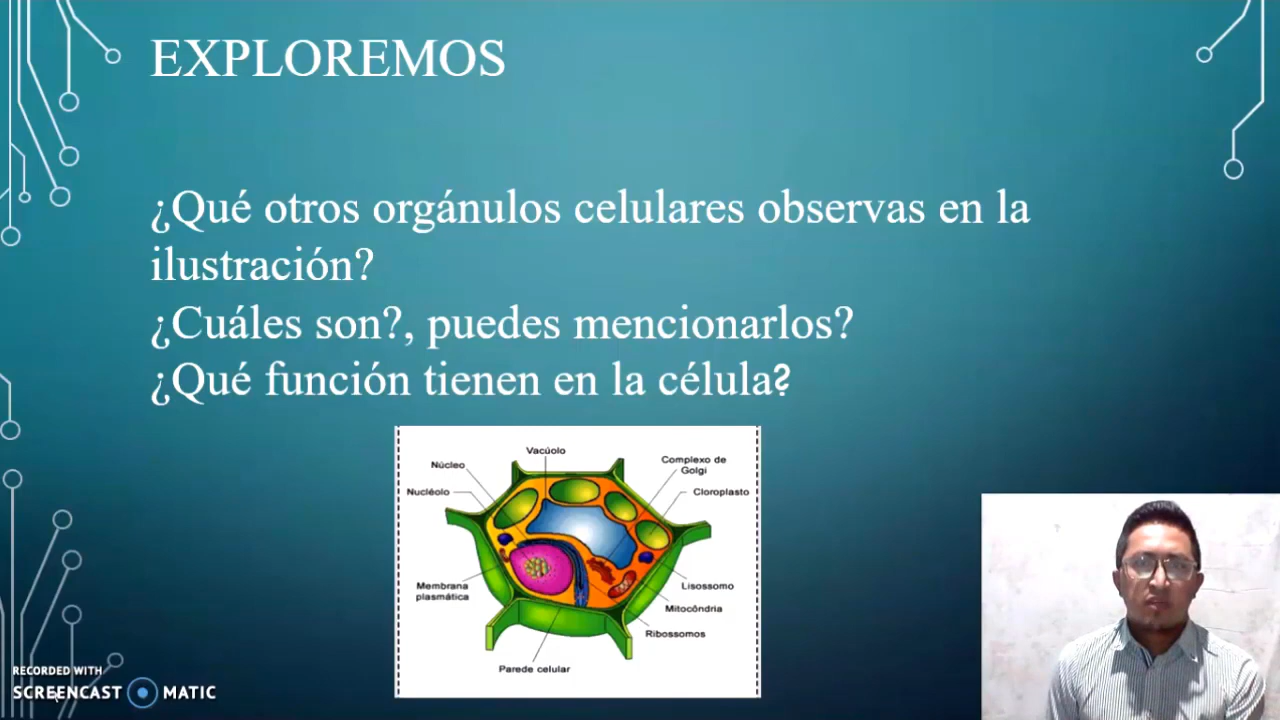 EXPLOREMOS
¿Qué otros orgánulos celulares observas en la
ilustración?
¿Cuáles son?, puedes mencionarlos?
¿Qué función tienen en la célula?
Vacúolo
Núcleo
Complexo de
Golgi
Nucléolo
Cloroplasto
Membrana
plasmática
Lisossomo
Mitocôndria
Ribossomos
Parede celular
RECORDED WITH
SCREENCAST MATIC